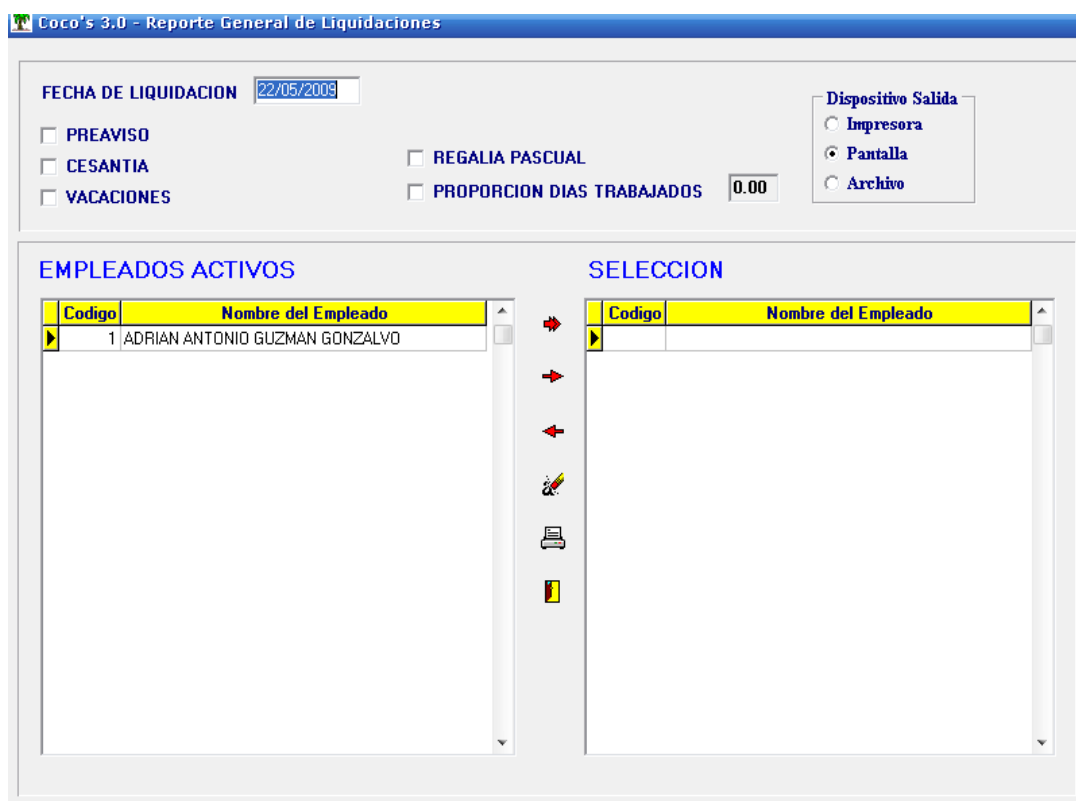 Coco's 3.0 - Reporte General de Liquidaciones
FECHA DE LIQUIDACION 22/05/2009
PREAVISO
CESANTIA
VACACIONES
REGALIA PASCUAL
PROPORCION DIAS TRABAJADOS 0.00
Dispositivo Salida
Impresora
Pantalla
Archivo
EMPLEADOS ACTIVOS
Codigo Nombre del Empleado
1 ADRIAN ANTONIO GUZMAN GONZALVO
SELECCION
Codigo Nombre del Empleado